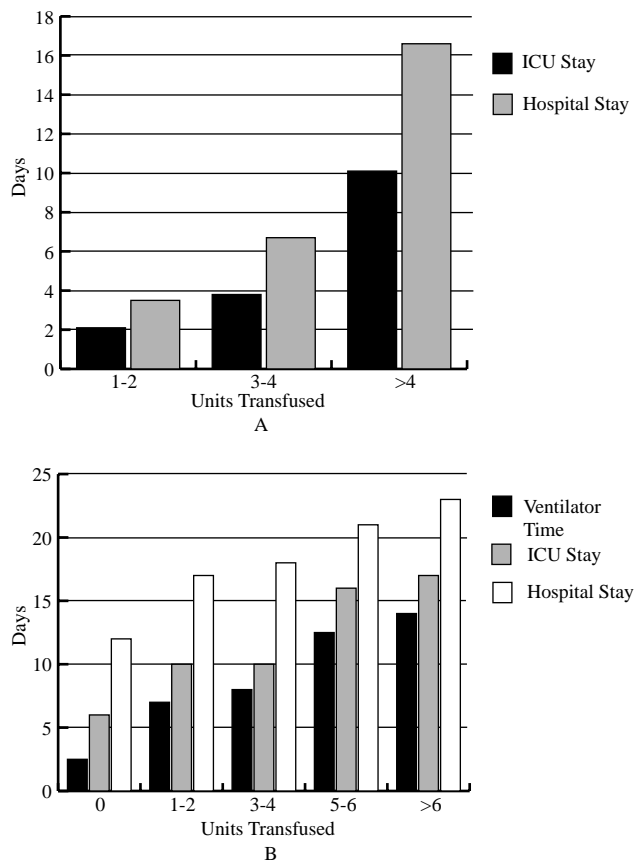 18
16
14
12
10
8
6
4
2
0
Days
1-2
3-4
>4
Units Transfused
A
ICU Stay
Hospital Stay
25
20
15
10
5
0
Days
0
1-2
3-4
5-6
>6
Units Transfused
B
Ventilator
Time
ICU Stay
Hospital Stay